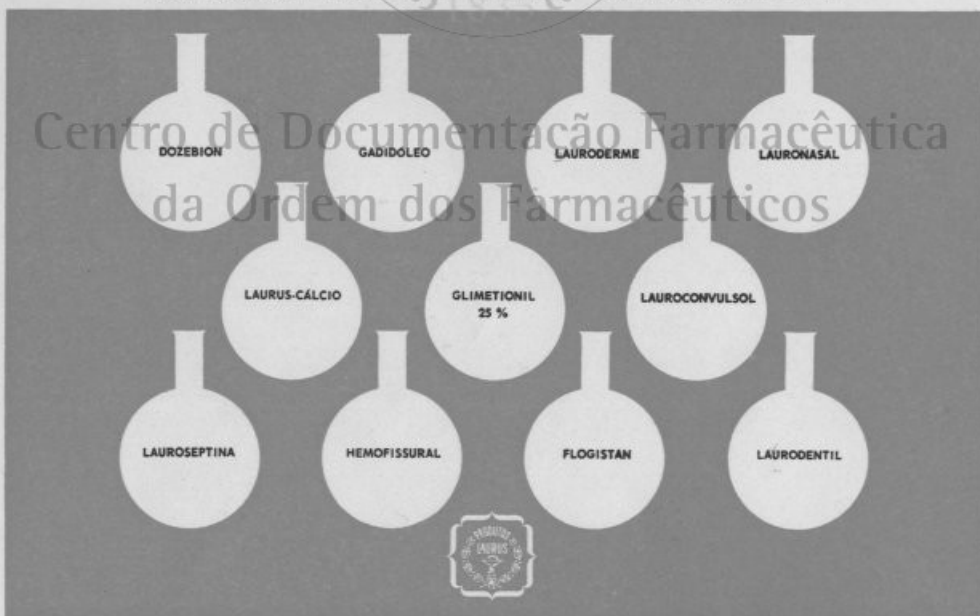 Centro de Documentação Farmacêutica
da Ordem dos Farmacêuticos
DOZEBION
GADIDOLEO
LAURODERME
LAURONASAL
LAURUS-CÁLCIO
GLIMETIONIL
25 %
LAUROCONVULSOL
LAUROSEPTINA
HEMOFISSURAL
FLOGISTAN
LAURODENTIL
PRODUTOS
LAURUS